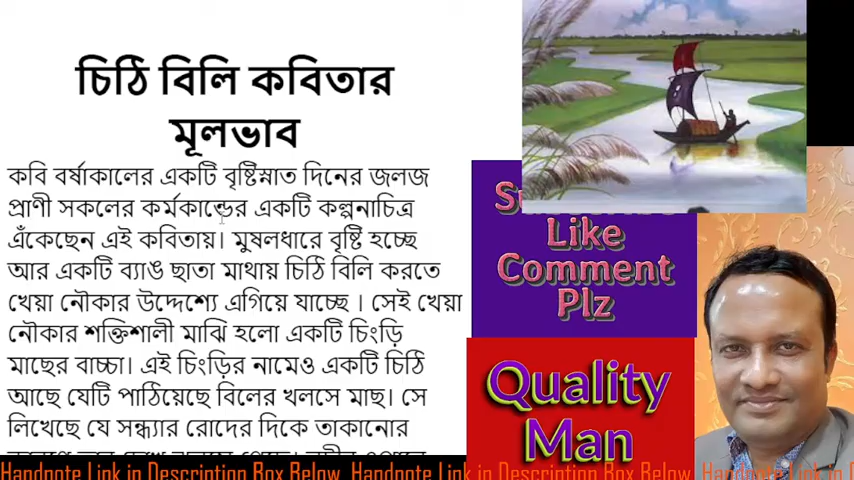 চিঠি বিলি কবিতার
মূলভাব
কবি বর্ষাকালের একটি বৃষ্টিস্নাত দিনের জলজ
প্রাণী সকলের কর্মকান্ডের একটি কল্পনাচিত্র
এঁকেছেন এই কবিতায়। মুষলধারে বৃষ্টি হচ্ছে
আর একটি ব্যাঙ ছাতা মাথায় চিঠি বিলি করতে
খেয়া নৌকার উদ্দেশ্যে এগিয়ে যাচ্ছে । সেই খেয়া
নৌকার শক্তিশালী মাঝি হলো একটি চিংড়ি
মাছের বাচ্চা। এই চিংড়ির নামেও একটি চিঠি
আছে যেটি পাঠিয়েছে বিলের খলসে মাছ। সে
লিখেছে যে সন্ধ্যার রোদের দিকে তাকানোর
Like
Comment
Plz
Quality
Man
Handnote Link in Description Box Below, Handnote Link in Description Box Below, Handnote Link in D